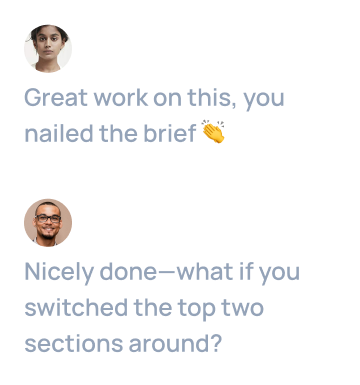 Great work on this, you
nailed the brief 👏
Nicely done—what if you
switched the top two
sections around?